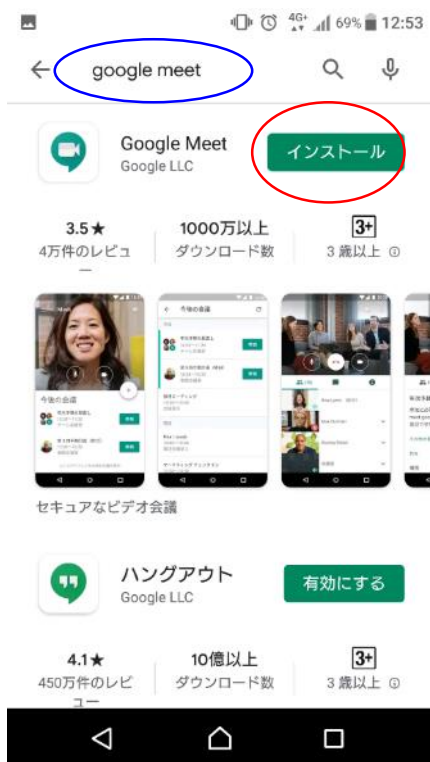 4G+ 69% 12:53
google meet
Google Meet
Google LLC
インストール
3.5★ 1000万以上 3+
4万件のレビュ
ー
ダウンロード数
3 歳以上
今後の会議
今後の会議
セキュアなビデオ会議
ハングアウト
Google LLC
有効にする
4.1★ 10億以上 3+
450万件のレビ
ュー
ダウンロード数
3 歳以上